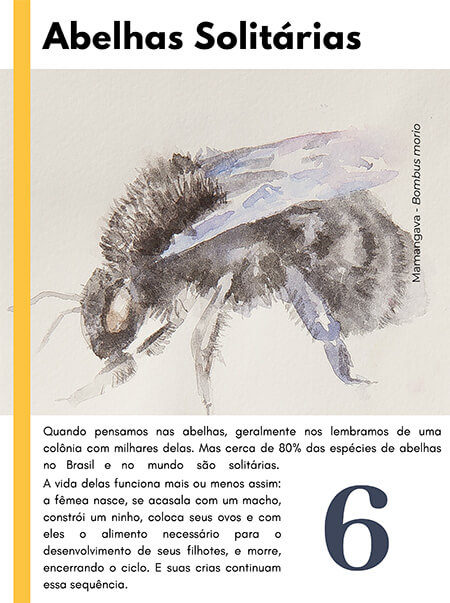 Abelhas Solitárias
Mamangava - Bombus morio
Quando pensamos nas abelhas, geralmente nos lembramos de uma
colônia com milhares delas. Mas cerca de 80% das espécies de abelhas
no Brasil e no mundo são solitárias.
A vida delas funciona mais ou menos assim:
a fêmea nasce, se acasala com um macho,
constrói um ninho, coloca seus ovos e com
eles o alimento necessário para o
desenvolvimento de seus filhotes, e morre,
encerrando o ciclo. E suas crias continuam
essa sequência.
6